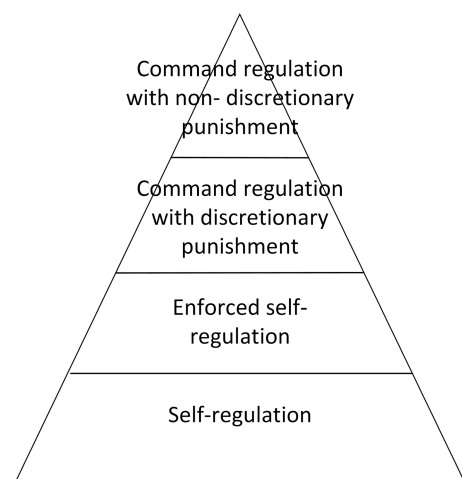 Command regulation
with non- discretionary
punishment
Command regulation
with discretionary
punishment
Enforced self-
regulation
Self-regulation